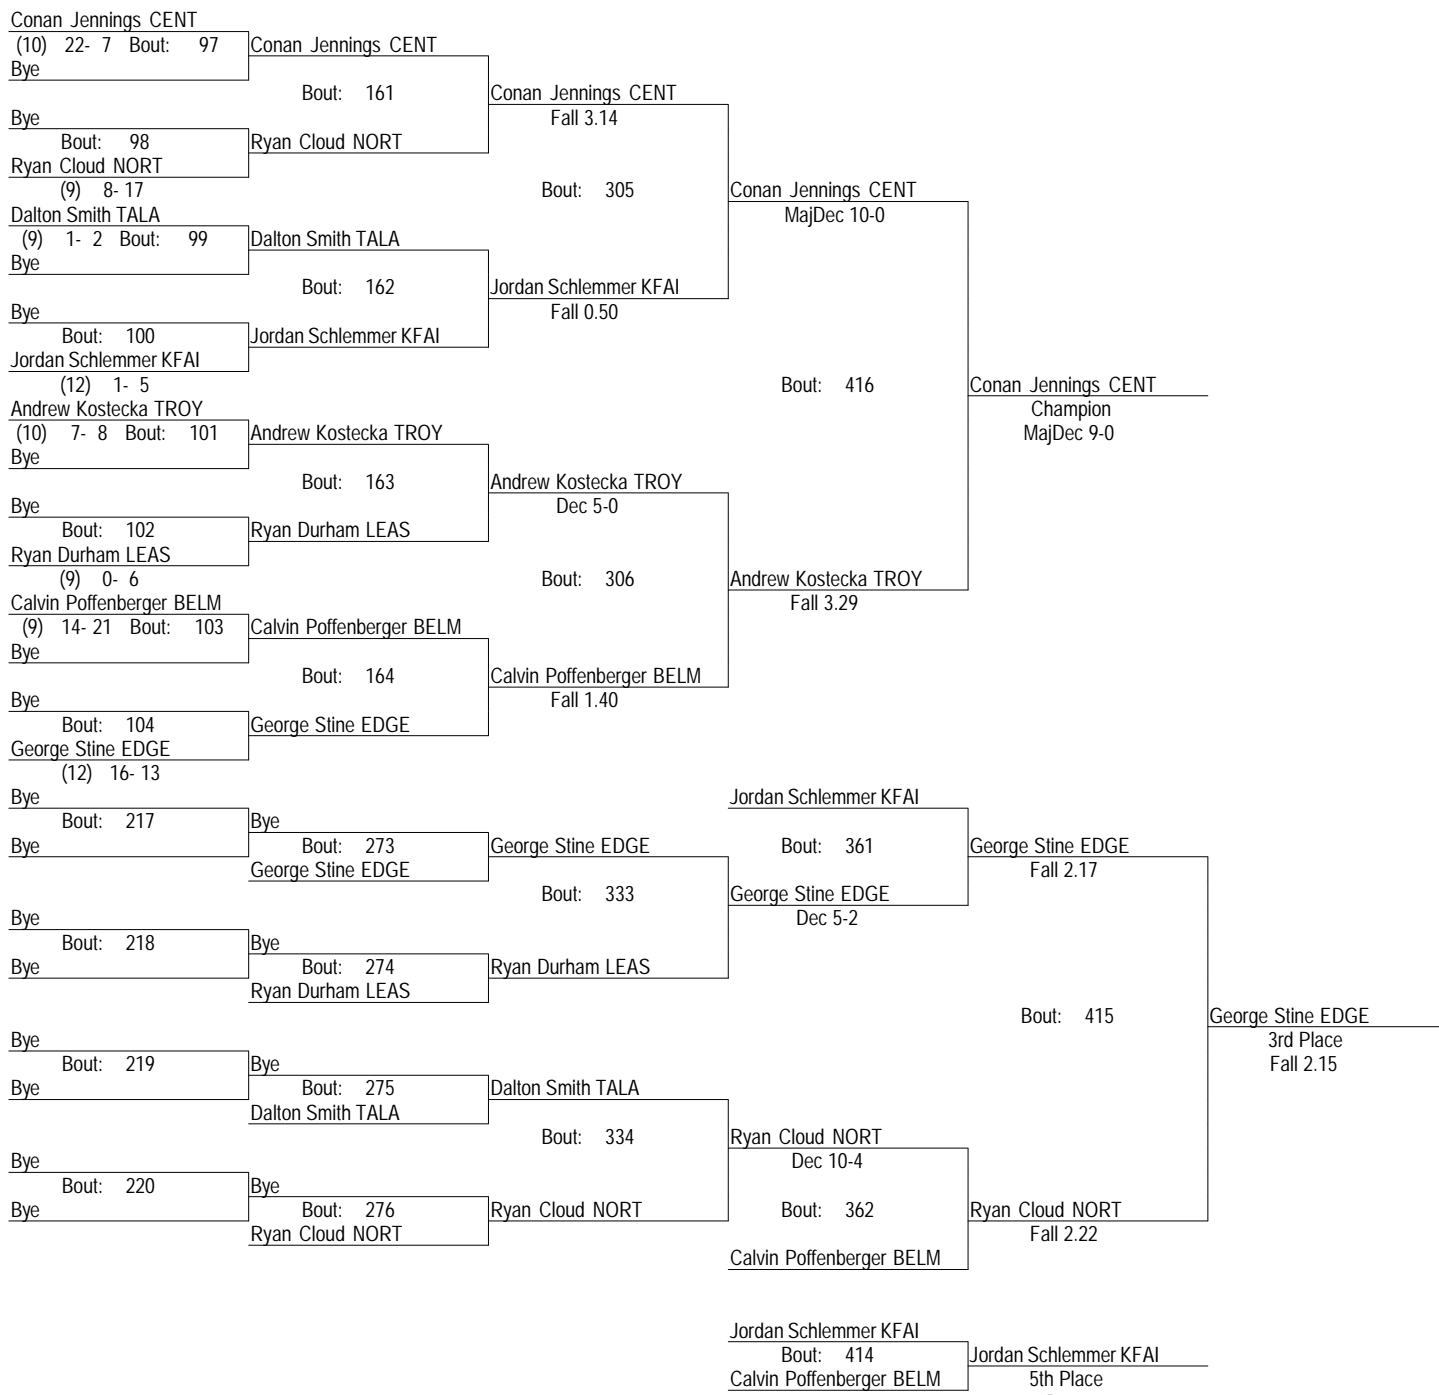 Conan Jennings CENT
(10) 22- 7 Bout: 97 Conan Jennings CENT
Bye
Bout: 161 Conan Jennings CENT
Bye Fall 3.14
Bout: 98 Ryan Cloud NORT
Ryan Cloud NORT
(9) 8- 17 Bout: 305 Conan Jennings CENT
Dalton Smith TALA MajDec 10-0
(9) 1- 2 Bout: 99 Dalton Smith TALA
Bye
Bout: 162 Jordan Schlemmer KFAI
Bye Fall 0.50
Bout: 100 Jordan Schlemmer KFAI
Jordan Schlemmer KFAI
(12) 1- 5 Bout: 416 Conan Jennings CENT
Andrew Kostecka TROY Champion
(10) 7- 8 Bout: 101 Andrew Kostecka TROY MajDec 9-0
Bye
Bout: 163 Andrew Kostecka TROY
Bye Dec 5-0
Bout: 102 Ryan Durham LEAS
Ryan Durham LEAS
(9) 0- 6 Bout: 306 Andrew Kostecka TROY
Calvin Poffenberger BELM Fall 3.29
(9) 14- 21 Bout: 103 Calvin Poffenberger BELM
Bye
Bout: 164 Calvin Poffenberger BELM
Bye Fall 1.40
Bout: 104 George Stine EDGE
George Stine EDGE
(12) 16- 13
Bye Jordan Schlemmer KFAI
Bout: 217 Bye
Bye Bout: 273 George Stine EDGE Bout: 361 George Stine EDGE
George Stine EDGE Fall 2.17
Bout: 333 George Stine EDGE
Bye Dec 5-2
Bout: 218 Bye
Bye Bout: 274 Ryan Durham LEAS
Ryan Durham LEAS
Bout: 415 George Stine EDGE
Bye 3rd Place
Bout: 219 Bye Fall 2.15
Bye Bout: 275 Dalton Smith TALA
Dalton Smith TALA
Bout: 334 Ryan Cloud NORT
Bye Dec 10-4
Bout: 220 Bye
Bye Bout: 276 Ryan Cloud NORT Bout: 362 Ryan Cloud NORT
Ryan Cloud NORT Fall 2.22
Calvin Poffenberger BELM
Jordan Schlemmer KFAI
Bout: 414 Jordan Schlemmer KFAI
Calvin Poffenberger BELM 5th Place